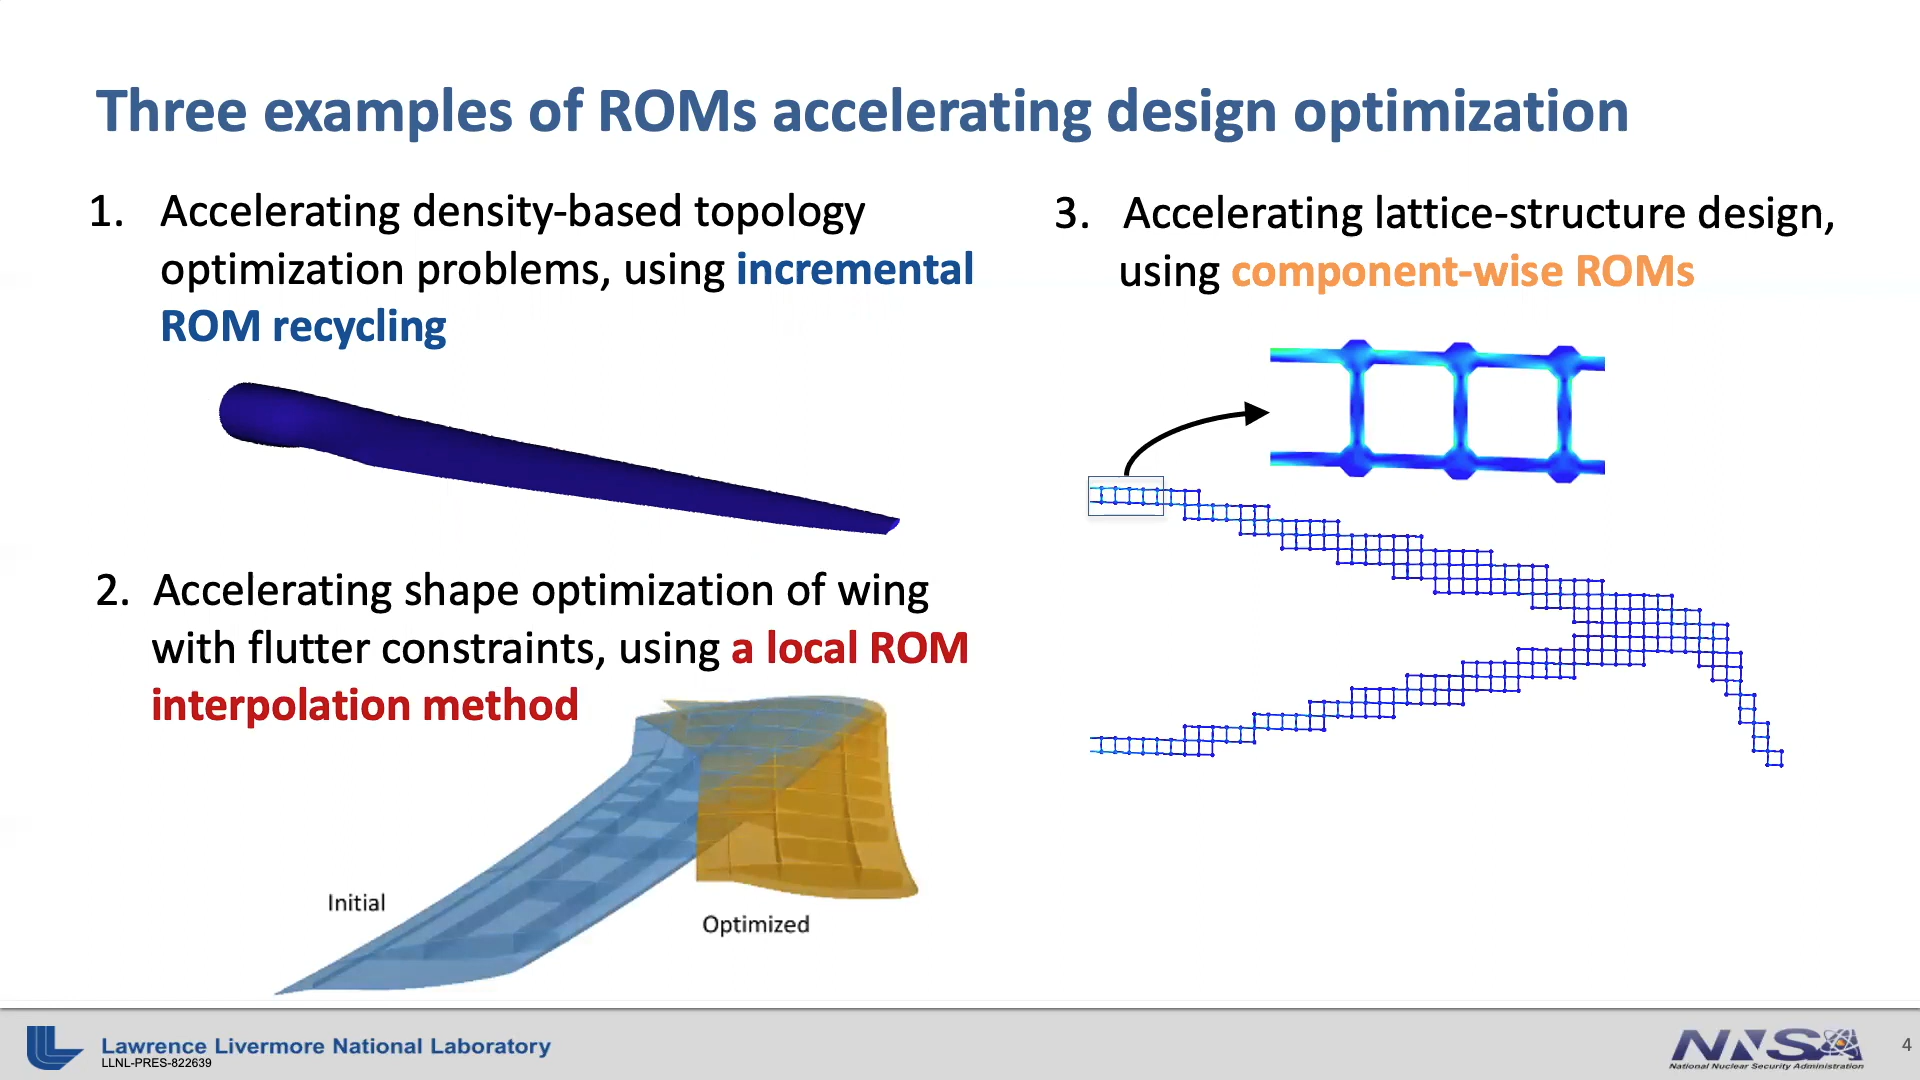 Three examples of ROMs accelerating design optimization
1. Accelerating density-based topology
optimization problems, using incremental
ROM recycling
2. Accelerating shape optimization of wing
with flutter constraints, using a local ROM
interpolation method
Initial
Optimized
3. Accelerating lattice-structure design,
using component-wise ROMs
Lawrence Livermore National Laboratory
LLNL-PRES-822639
NNSA
National Nuclear Security Administration
4